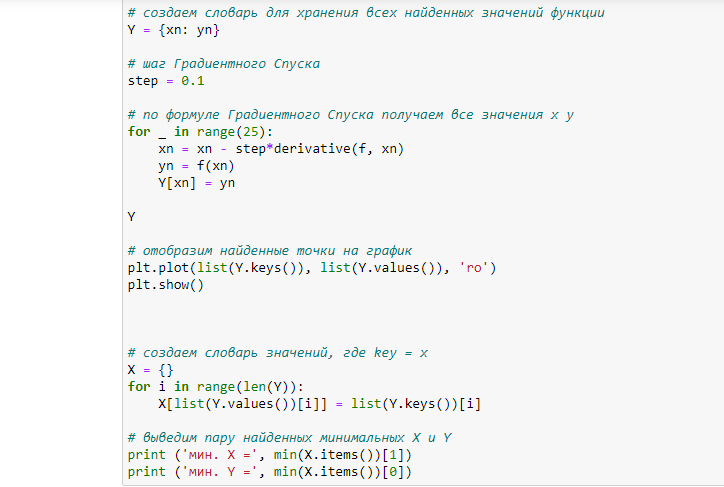 # создаем словарь для хранения всех найденных значений функции
Y = {xn: yn}
# шаг Градиентного Спуска
step = 0.1
# по формуле Градиентного Спуска получаем все значения x y
for _ in range(25):
    xn = xn - step*derivative(f, xn)
    yn = f(xn)
    Y[xn] = yn
Y
# отобразим найденные точки на график
plt.plot(list(Y.keys()), list(Y.values()), 'ro')
plt.show()
# создаем словарь значений, где key = x
X = {}
for i in range(len(Y)):
    X[list(Y.values())[i]] = list(Y.keys())[i]
# выведим пару найденных минимальных X и Y
print ('мин. X =', min(X.items())[1])
print ('мин. Y =', min(X.items())[0])